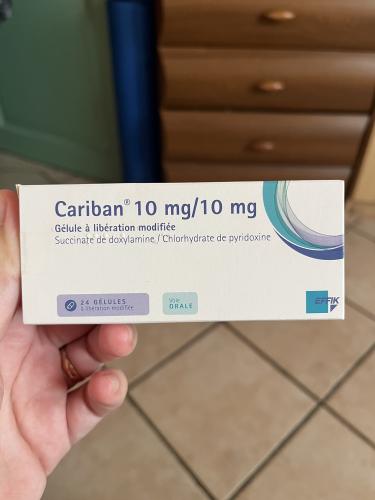 Cariban® 10 mg/10 mg
Gélule à libération modifiée
Succinate de doxylamine / Chlorhydrate de pyridoxine
24 GÉLULES
à libération modifiée
Voie
ORALE
EFFIK